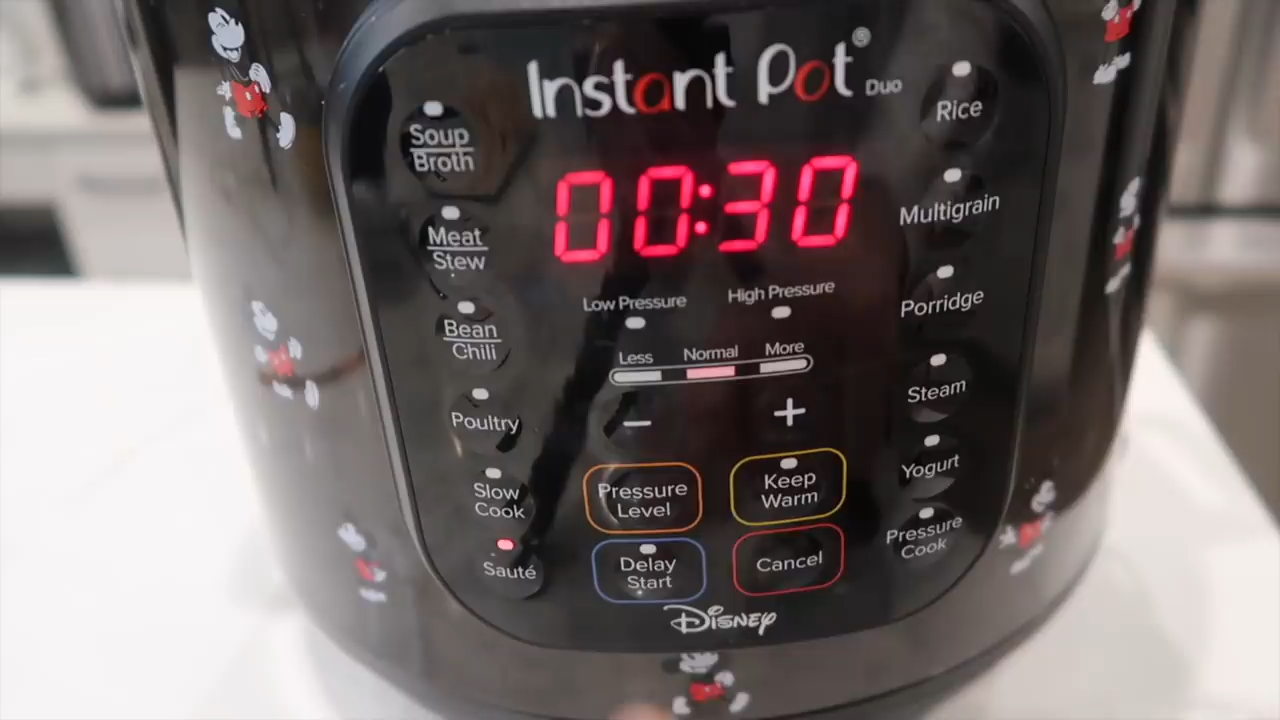 Instant Pot® Duo
00:30
Soup
Broth
Meat
Stew
Bean
Chili
Poultry
Slow
Cook
Sauté
Low Pressure
High Pressure
Less
Normal
More
−
+
Pressure
Level
Keep
Warm
Delay
Start
Cancel
Rice
Multigrain
Porridge
Steam
Yogurt
Pressure
Cook
Disney